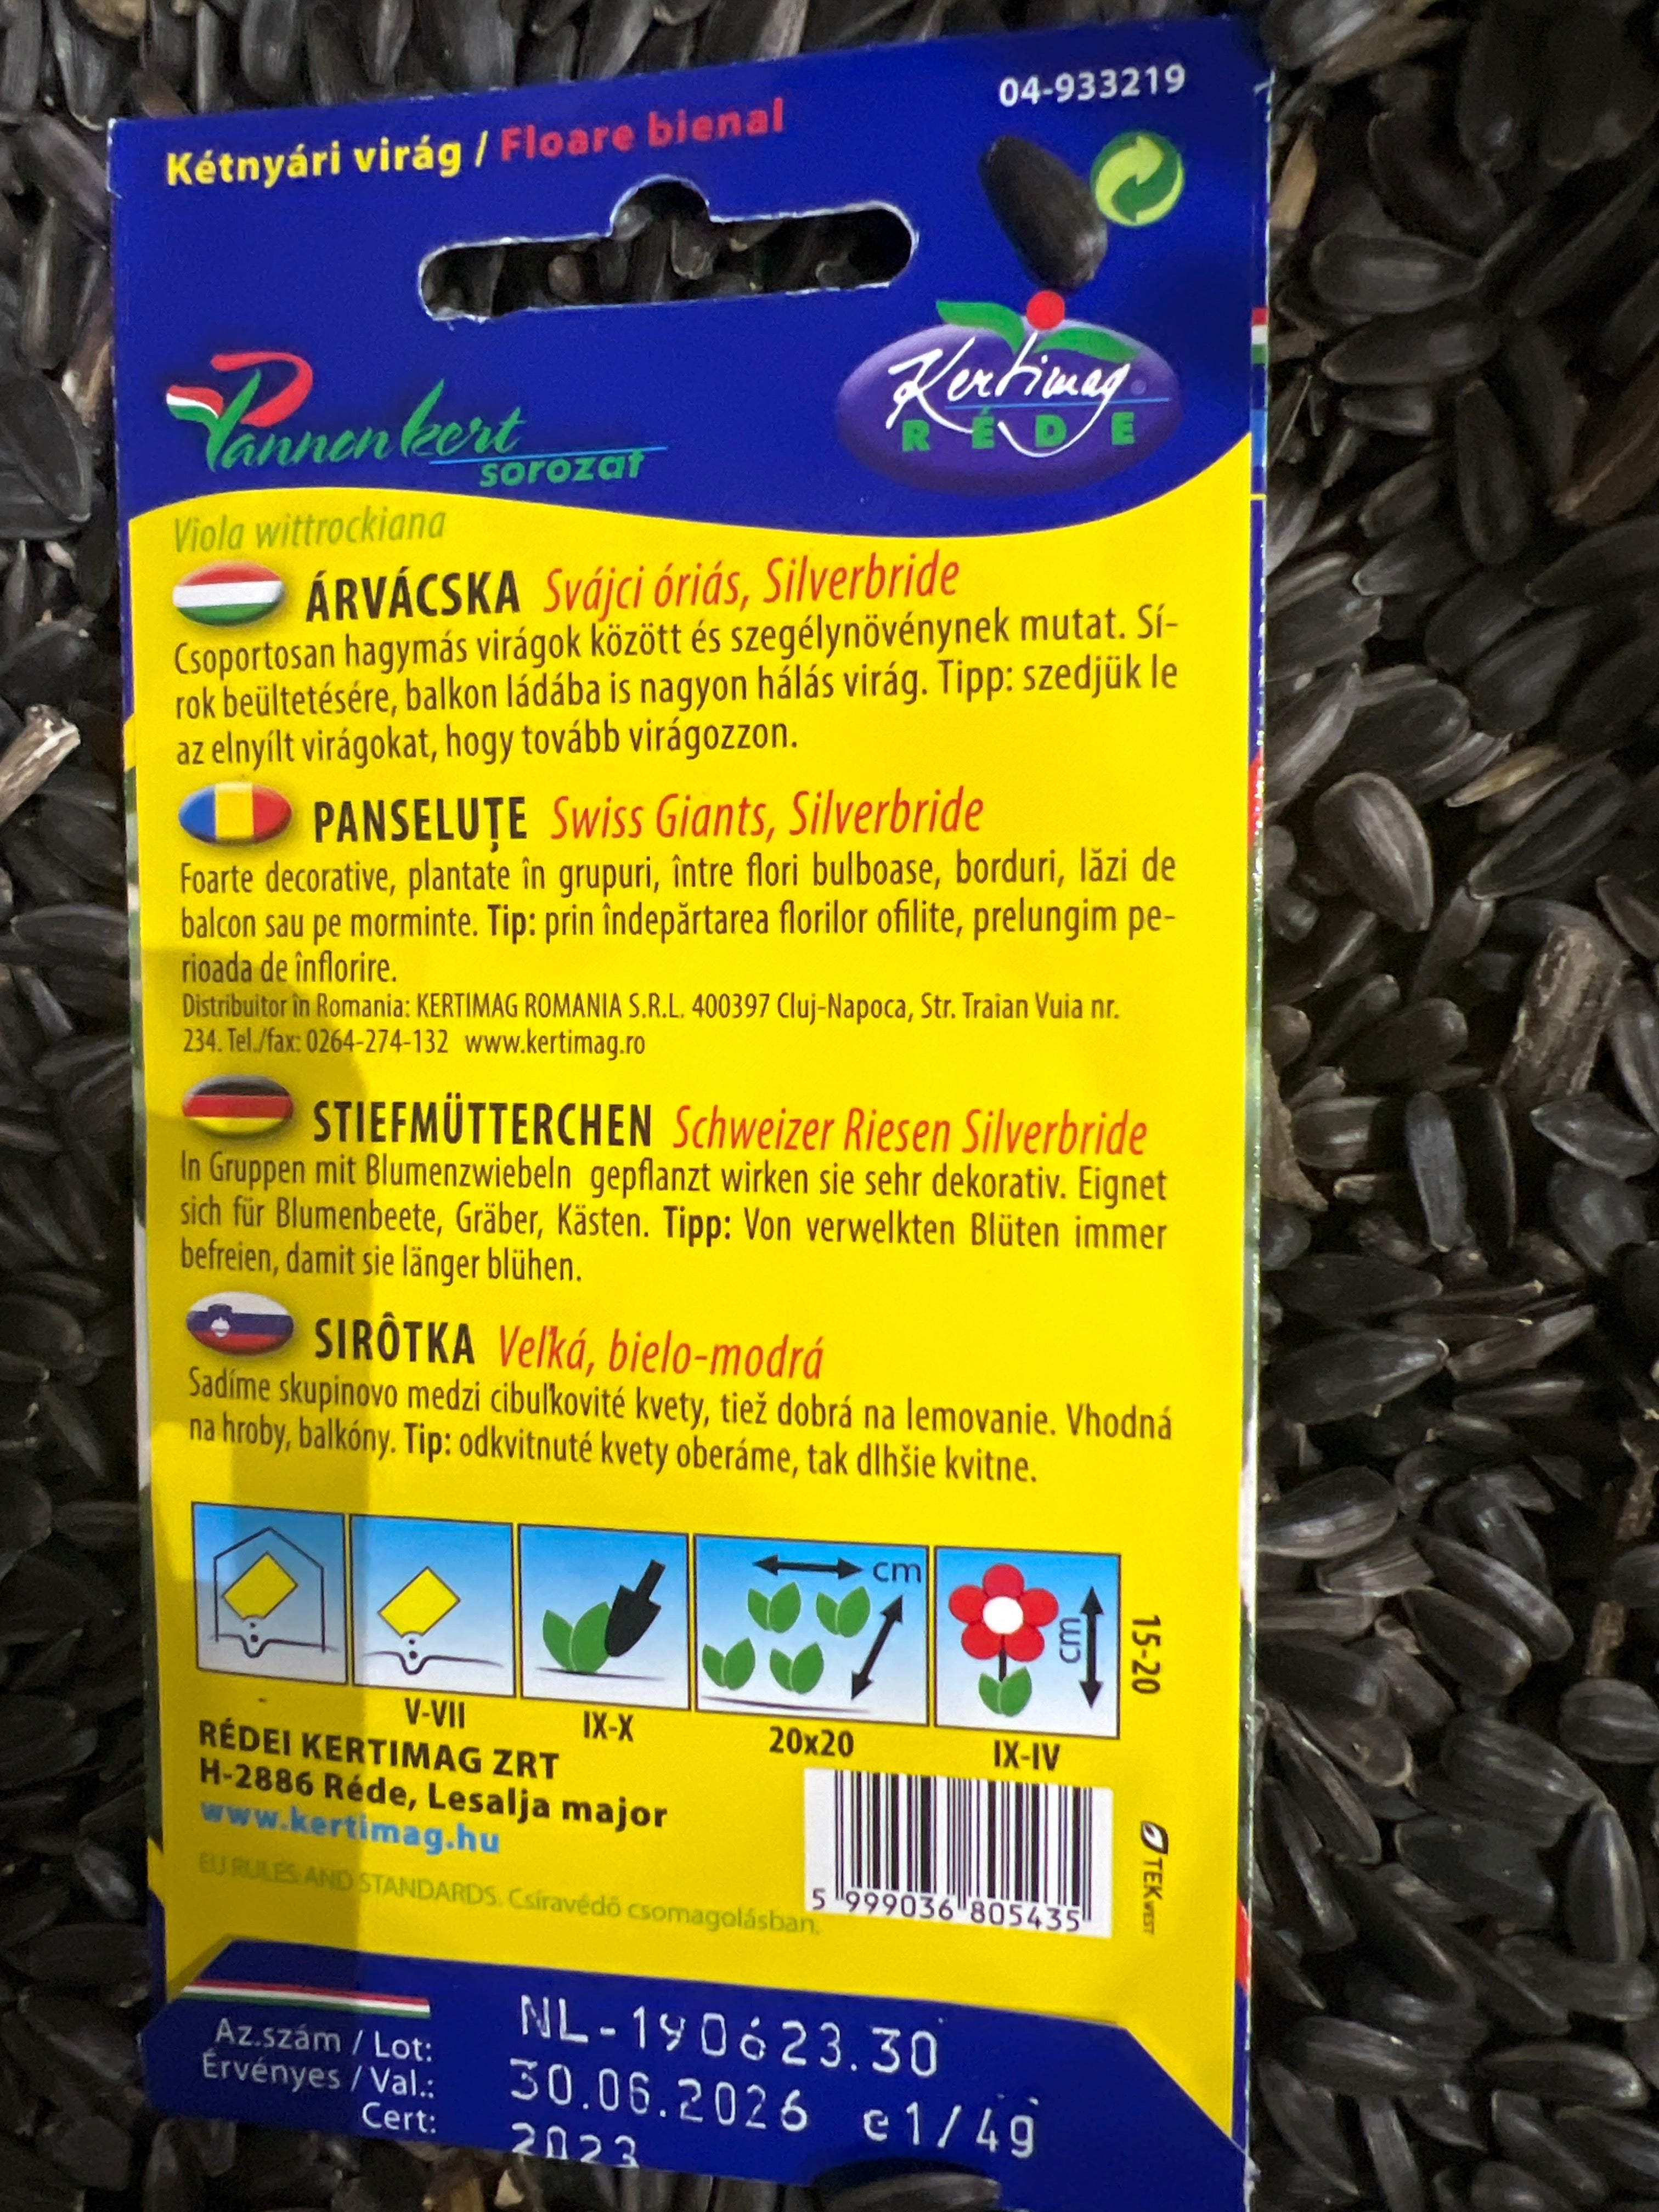 04-933219
Kétnyári virág / Floare bienal
Pannonkert
sorozat
Kertimag
RÉDE
Viola wittrockiana
ÁRVÁCSKA Svájci óriás, Silverbride
Csoportosan hagymás virágok között és szegélynövénynek mutat. Sí-
rok beültetésére, balkon ládába is nagyon hálás virág. Tipp: szedjük le
az elnyílt virágokat, hogy tovább virágozzon.
PANSELUȚE Swiss Giants, Silverbride
Foarte decorative, plantate în grupuri, între flori bulboase, borduri, lăzi de
balcon sau pe morminte. Tip: prin îndepărtarea florilor ofilite, prelungim pe-
rioada de înflorire.
Distribuitor în Romania: KERTIMAG ROMANIA S.R.L. 400397 Cluj-Napoca, Str. Traian Vuia nr.
234. Tel./fax: 0264-274-132 www.kertimag.ro
STIEFMÜTTERCHEN Schweizer Riesen Silverbride
In Gruppen mit Blumenzwiebeln gepflanzt wirken sie sehr dekorativ. Eignet
sich für Blumenbeete, Gräber, Kästen. Tipp: Von verwelkten Blüten immer
befreien, damit sie länger blühen.
SIRÔTKA Veľká, bielo-modrá
Sadíme skupinovo medzi cibuľkovité kvety, tiež dobrá na lemovanie. Vhodná
na hroby, balkóny. Tip: odkvitnuté kvety oberáme, tak dlhšie kvitne.
cm
cm
15-20
- V-VII IX-X 20x20 IX-IV
RÉDEI KERTIMAG ZRT
H-2886 Réde, Lesalja major
www.kertimag.hu
EU RULES AND STANDARDS. Csíravédő csomagolásban.
5 999036 805435
TEKWEST
Az.szám / Lot: NL-190623.30
Érvényes / Val.: 30.06.2026 e1/4g
Cert: 2023